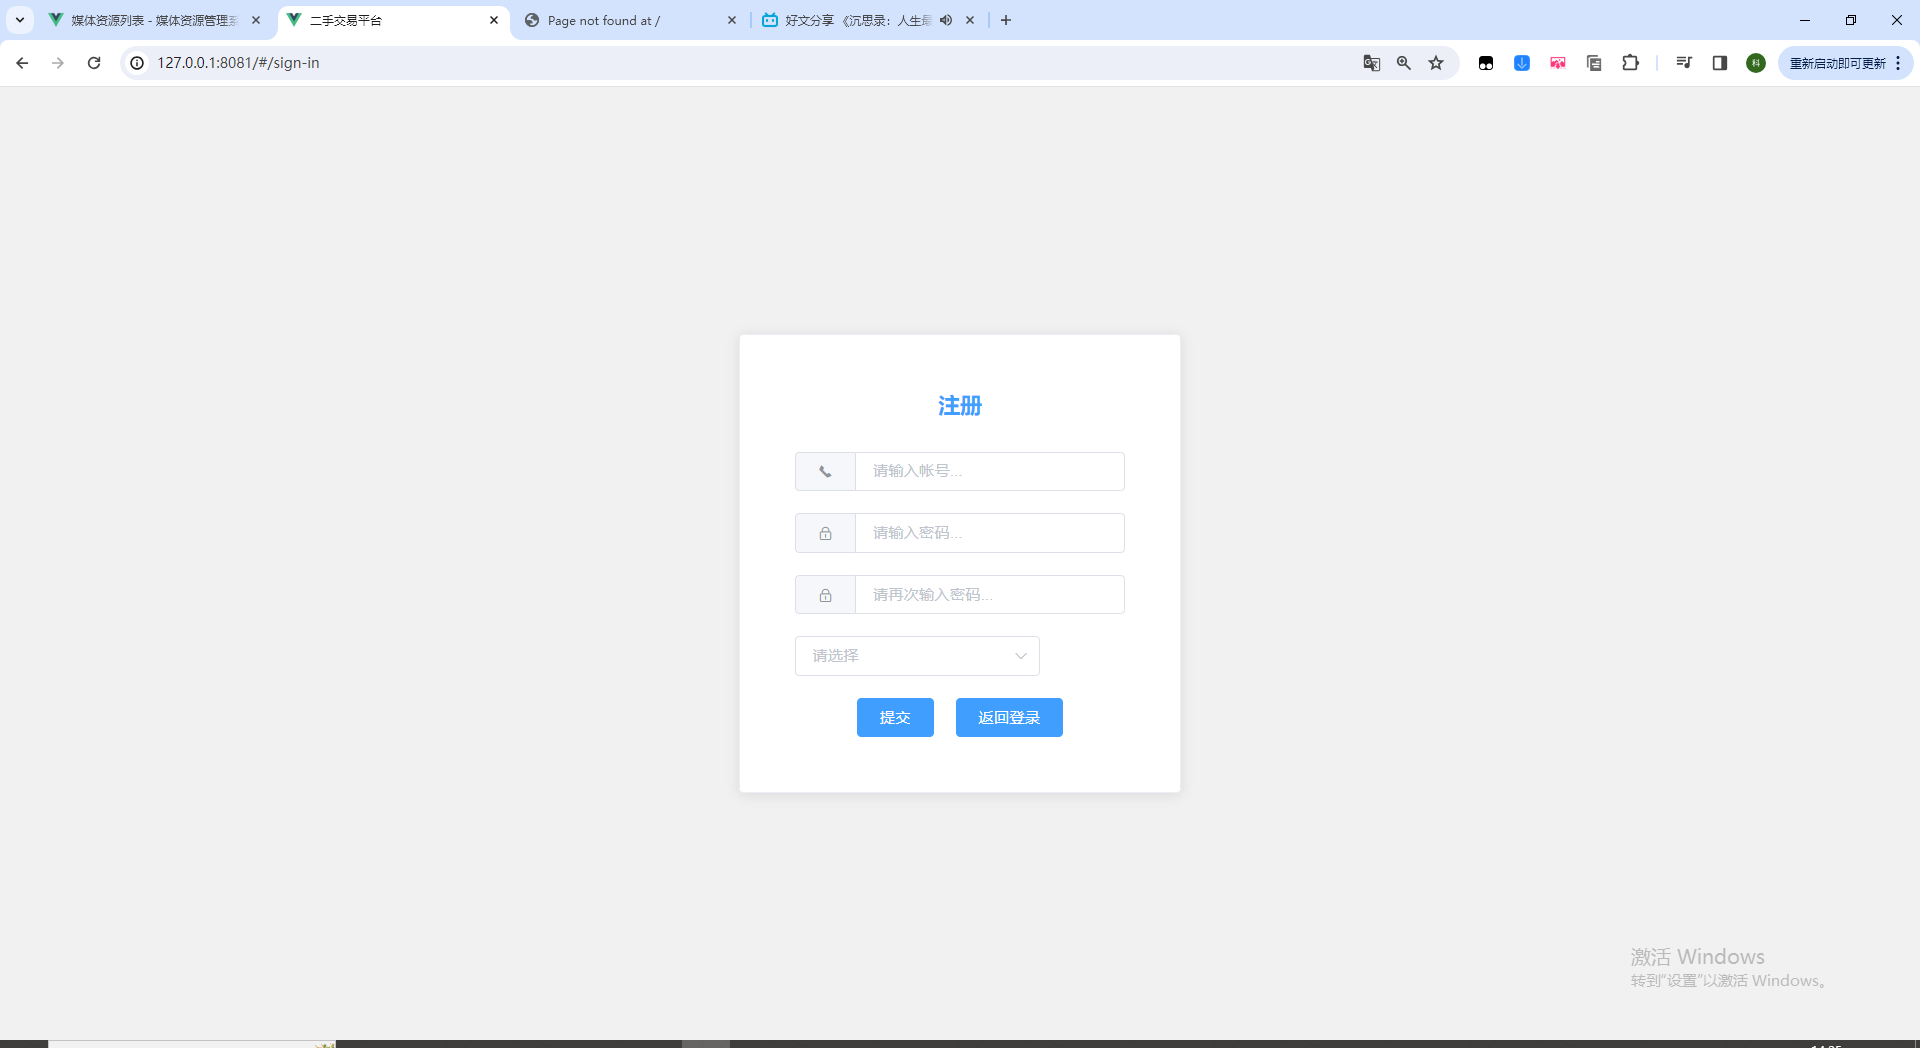 媒体资源列表 - 媒体资源管理系
二手交易平台
Page not found at /
好文分享 《沉思录：人生最
127.0.0.1:8081/#/sign-in
科
重新启动即可更新
注册
请输入帐号...
请输入密码...
请再次输入密码...
请选择
提交
返回登录
激活 Windows
转到"设置"以激活 Windows。